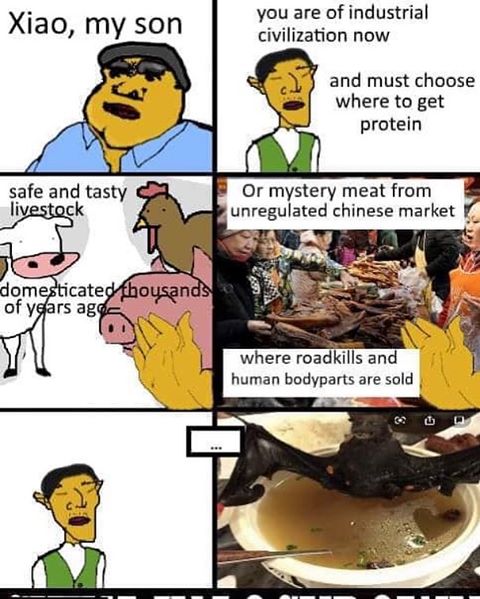 Xiao, my son
you are of industrial
civilization now
and must choose
where to get
protein
safe and tasty
livestock
domesticated thousands
of years ago
Or mystery meat from
unregulated chinese market
where roadkills and
human bodyparts are sold
...